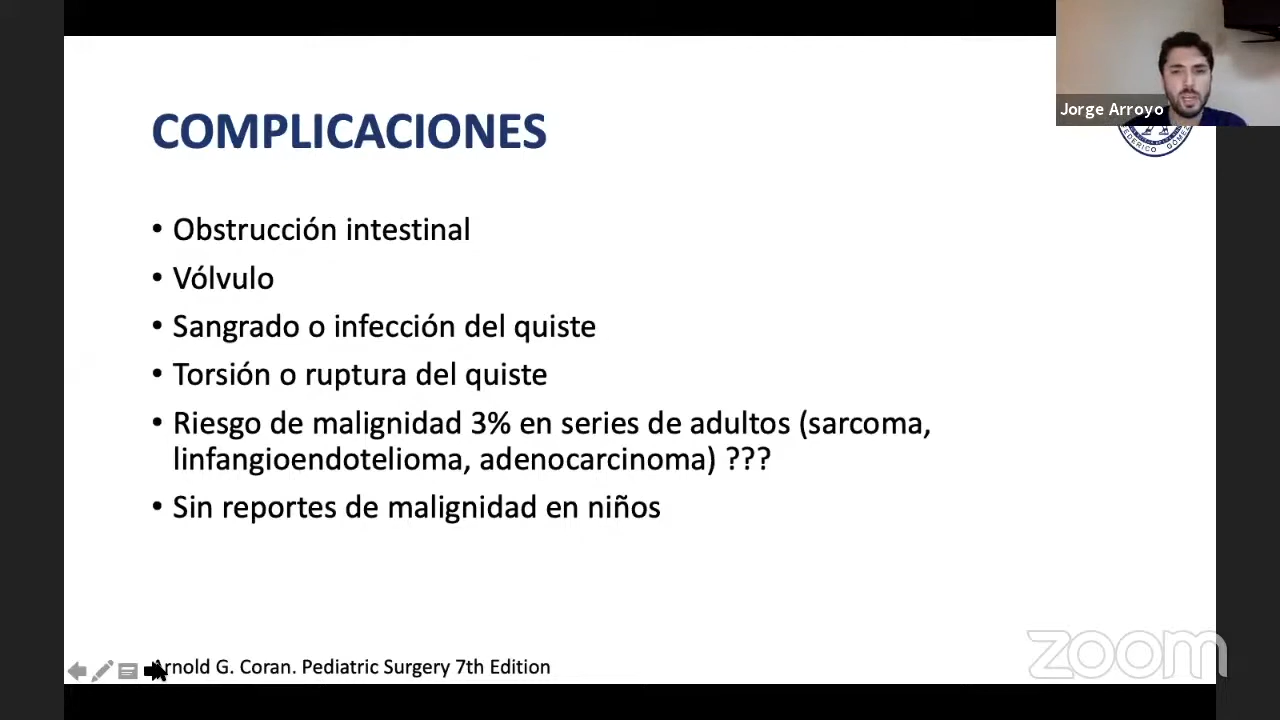 Jorge Arroyo
FEDERICO GÓMEZ
COMPLICACIONES
• Obstrucción intestinal
• Vólvulo
• Sangrado o infección del quiste
• Torsión o ruptura del quiste
• Riesgo de malignidad 3% en series de adultos (sarcoma,
linfangioendotelioma, adenocarcinoma) ???
• Sin reportes de malignidad en niños
Arnold G. Coran. Pediatric Surgery 7th Edition
zoom